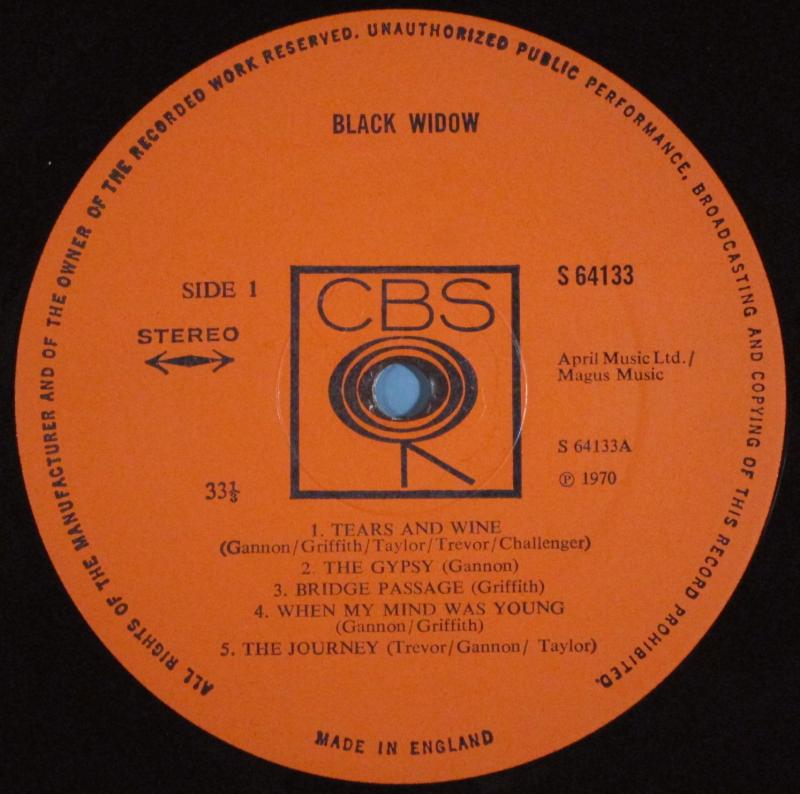 ALL RIGHTS OF THE MANUFACTURER AND OF THE OWNER OF THE RECORDED WORK RESERVED. UNAUTHORIZED PUBLIC PERFORMANCE, BROADCASTING AND COPYING OF THIS RECORD PROHIBITED.
BLACK WIDOW
SIDE 1
STEREO
33⅓
CBS
S 64133
April Music Ltd./
Magus Music
S 64133A
℗ 1970
1. TEARS AND WINE
(Gannon/Griffith/Taylor/Trevor/Challenger)
2. THE GYPSY (Gannon)
3. BRIDGE PASSAGE (Griffith)
4. WHEN MY MIND WAS YOUNG
(Gannon/Griffith)
5. THE JOURNEY (Trevor/Gannon/ Taylor)
MADE IN ENGLAND